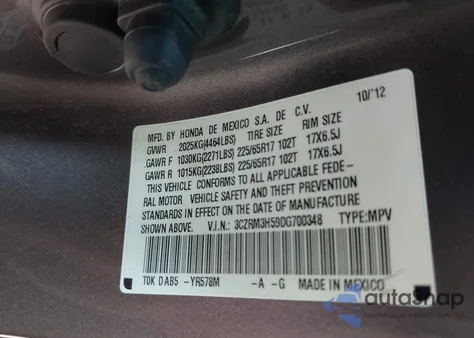 10/'12
MFD. BY HONDA DE MEXICO S.A. DE C.V.
GVWR 2025KG(4464LBS) TIRE SIZE RIM SIZE
GAWR F 1030KG(2271LBS) 225/65R17 102T 17X6.5J
GAWR R 1015KG(2238LBS) 225/65R17 102T 17X6.5J
THIS VEHICLE CONFORMS TO ALL APPLICABLE FEDE-
RAL MOTOR VEHICLE SAFETY AND THEFT PREVENTION
STANDARDS IN EFFECT ON THE DATE OF MANUFACTURE
SHOWN ABOVE. V.I.N.: 3CZRM3H59DG700348 TYPE:MPV
T0K DAB5 -YR578M -A -G MADE IN MEXICO
autosnap